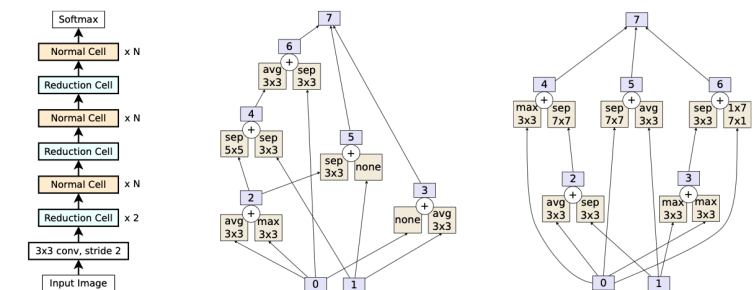 Softmax
Normal Cell x N
Reduction Cell
Normal Cell x N
Reduction Cell
Normal Cell x N
Reduction Cell x 2
3x3 conv, stride 2
Input Image
7
6
+
avg 3x3
sep 3x3
4
+
sep 5x5
sep 3x3
5
+
sep 3x3
none
2
+
avg 3x3
max 3x3
3
+
none
avg 3x3
0
1
7
4
+
max 3x3
sep 7x7
5
+
sep 7x7
avg 3x3
6
+
sep 3x3
1x7 7x1
2
+
avg 3x3
sep 3x3
3
+
max 3x3
max 3x3
0
1